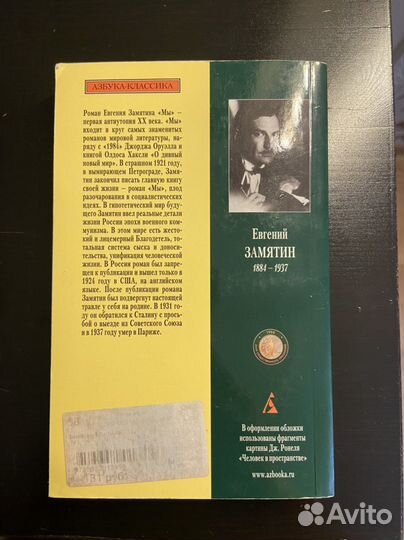 АЗБУКА-КЛАССИКА
Роман Евгения Замятина «Мы» –
первая антиутопия XX века. «Мы»
входит в круг самых знаменитых
романов мировой литературы, на-
ряду с «1984» Джорджа Оруэлла и
книгой Олдоса Хаксли «О дивный
новый мир». В страшном 1921 году,
в вымирающем Петрограде, Замя-
тин закончил писать главную книгу
своей жизни – роман «Мы», плод
разочарования в социалистических
идеях. В гипотетический мир буду-
щего Замятин ввел реальные детали
жизни России эпохи военного ком-
мунизма. В этом мире есть жесто-
кий и лицемерный Благодетель, то-
тальная система сыска и доноси-
тельства, унификация человеческой
жизни. В России роман был запре-
щен к публикации и вышел только в
1924 году в США, на английском
языке. После публикации романа
Замятин был подвергнут настоящей
травле у себя на родине. В 1931 го-
ду он обратился к Сталину с прось-
бой о выезде из Советского Союза
и в 1937 году умер в Париже.
Евгений
ЗАМЯТИН
1884 – 1937
В оформлении обложки
использованы фрагменты
картины Дж. Ронеля
«Человек в пространстве»
www.azbooka.ru
Avito